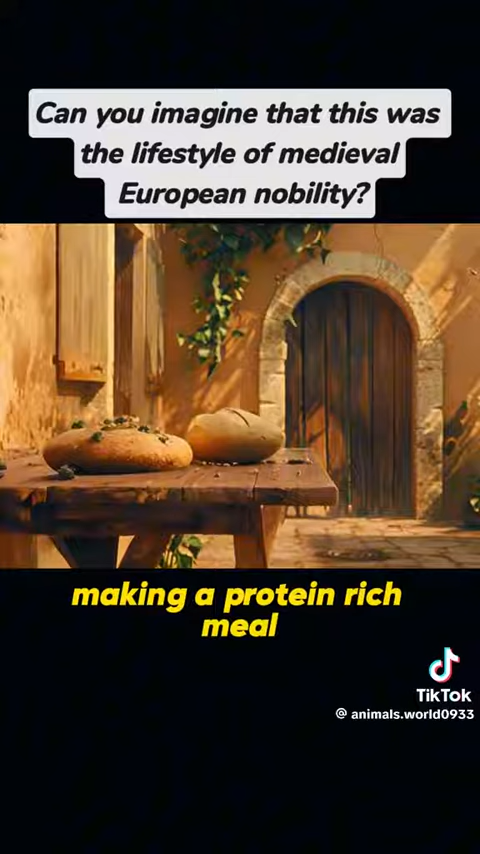 Can you imagine that this was
the lifestyle of medieval
European nobility?
making a protein rich
meal
TikTok
@ animals.world0933